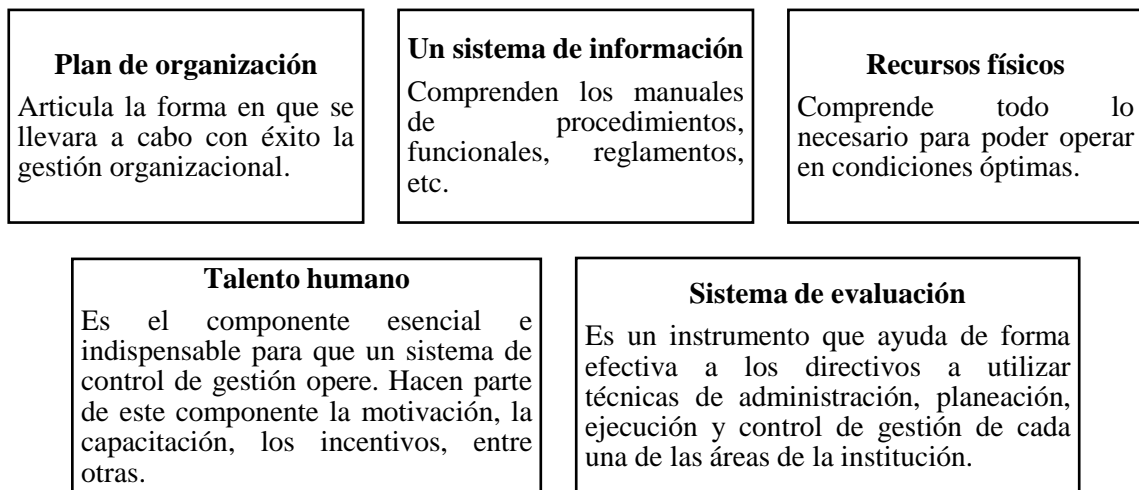 Plan de organización
Articula la forma en que se
llevara a cabo con éxito la
gestión organizacional.
Un sistema de información
Comprenden los manuales
de procedimientos,
funcionales, reglamentos,
etc.
Recursos físicos
Comprende todo lo
necesario para poder operar
en condiciones óptimas.
Talento humano
Es el componente esencial e
indispensable para que un sistema de
control de gestión opere. Hacen parte
de este componente la motivación, la
capacitación, los incentivos, entre
otras.
Sistema de evaluación
Es un instrumento que ayuda de forma
efectiva a los directivos a utilizar
técnicas de administración, planeación,
ejecución y control de gestión de cada
una de las áreas de la institución.